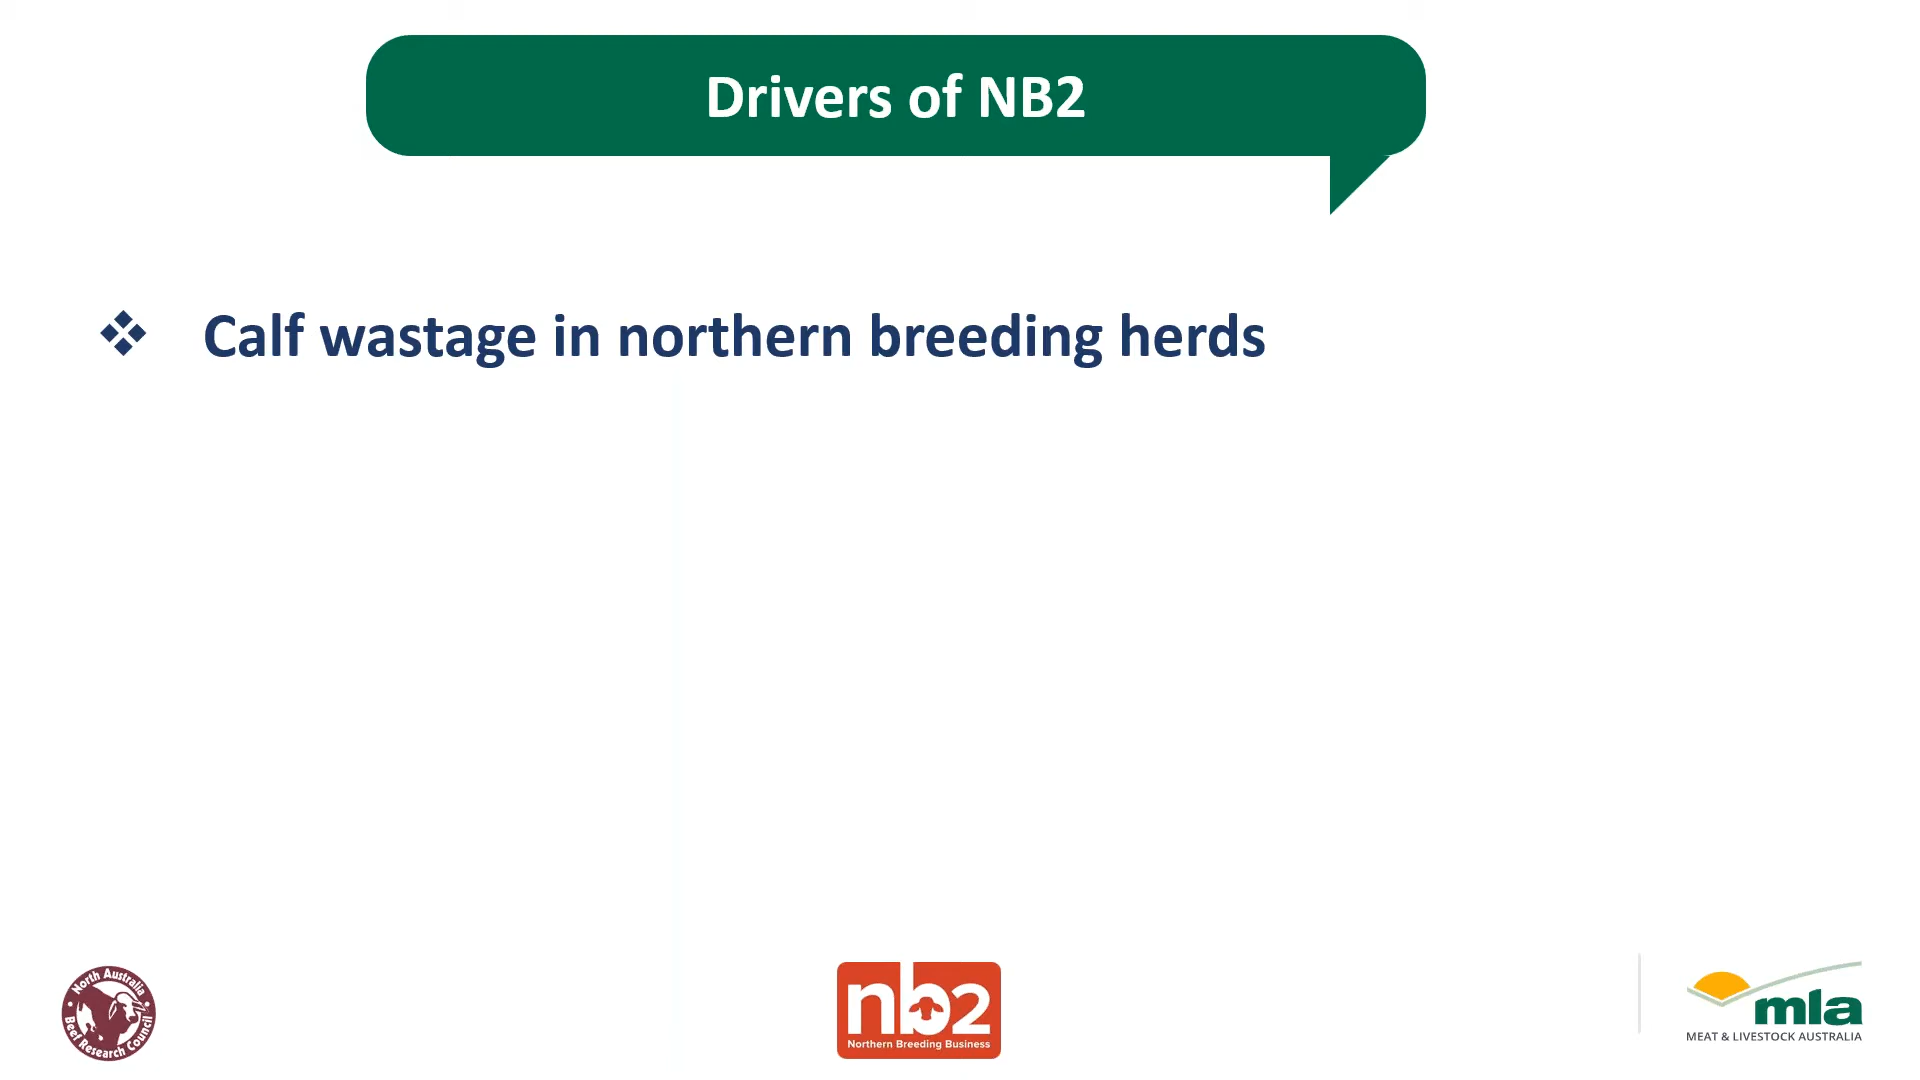 Drivers of NB2
❖ Calf wastage in northern breeding herds
North Australia
Beef Research Council
nb2
Northern Breeding Business
mla
MEAT & LIVESTOCK AUSTRALIA